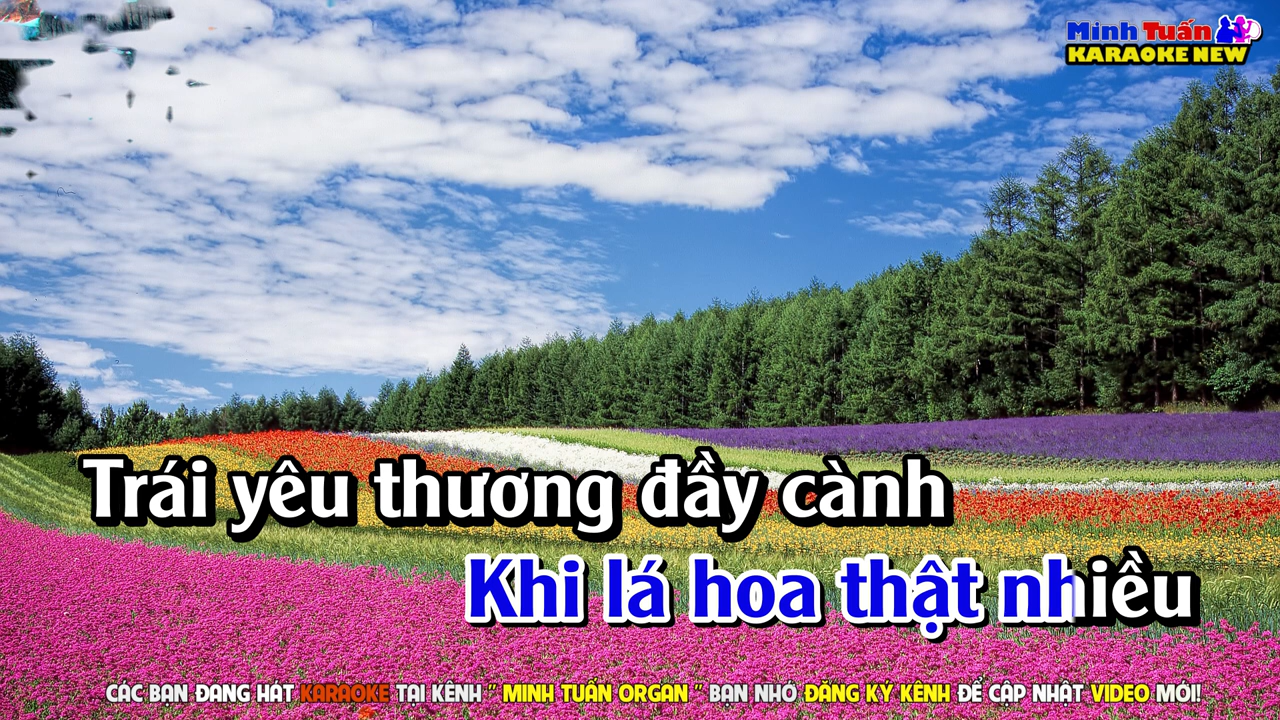 Minh Tuấn
KARAOKE NEW
Trái yêu thương đầy cành
Khi lá hoa thật nhiều
CÁC BẠN ĐANG HÁT KARAOKE TẠI KÊNH " MINH TUẤN ORGAN " BẠN NHỚ ĐĂNG KÝ KÊNH ĐỂ CẬP NHẬT VIDEO MỚI!